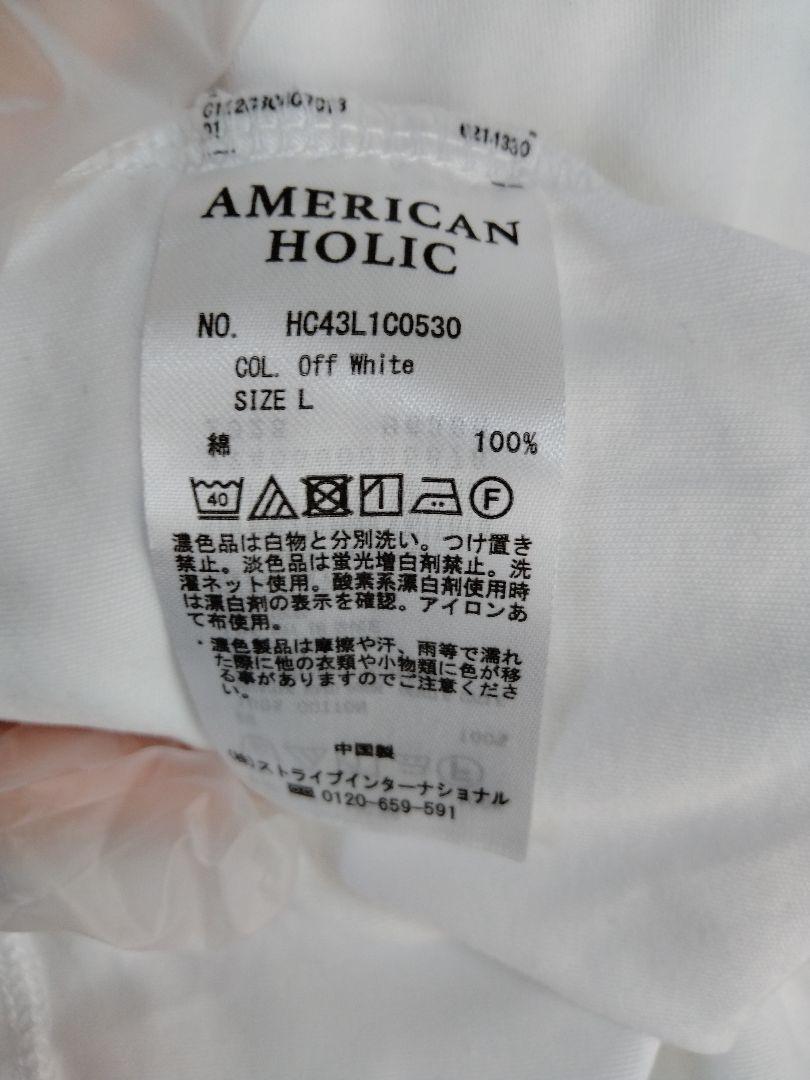 AMERICAN
HOLIC
NO. HC43L1C0530
COL. Off White
SIZE L
綿 100%
40 F
濃色品は白物と分別洗い。つけ置き
禁止。淡色品は蛍光増白剤禁止。洗
濯ネット使用。酸素系漂白剤使用時
は漂白剤の表示を確認。アイロンあ
て布使用。
・濃色製品は摩擦や汗、雨等で濡れ
た際に他の衣類や小物類に色が移
る事がありますのでご注意くださ
い。
中国製
(株)ストライプインターナショナル
0120-659-591